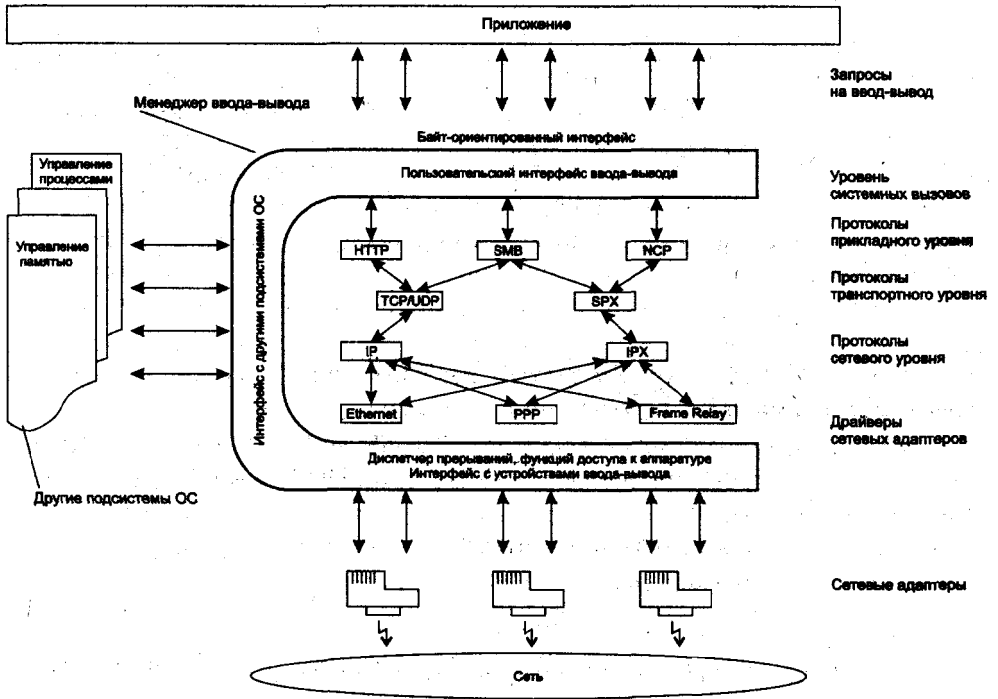 Приложение
Запросы
на ввод-вывод
Менеджер ввода-вывода
Байт-ориентированный интерфейс
Управление
процессами
Пользовательский интерфейс ввода-вывода
Уровень
системных вызовов
Управление
памятью
Интерфейс с другими подсистемами ОС
HTTP
SMB
NCP
Протоколы
прикладного уровня
TCP/UDP
SPX
Протоколы
транспортного уровня
IP
IPX
Протоколы
сетевого уровня
Ethernet
PPP
Frame Relay
Драйверы
сетевых адаптеров
Диспетчер прерываний, функций доступа к аппаратуре
Интерфейс с устройствами ввода-вывода
Другие подсистемы ОС
Сетевые адаптеры
Сеть